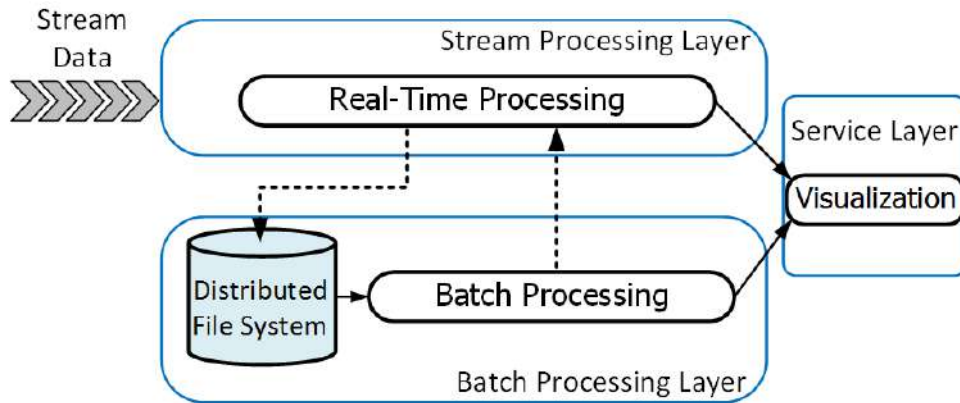 Stream
Data
Stream Processing Layer
Real-Time Processing
Service Layer
Visualization
Distributed
File System
Batch Processing
Batch Processing Layer